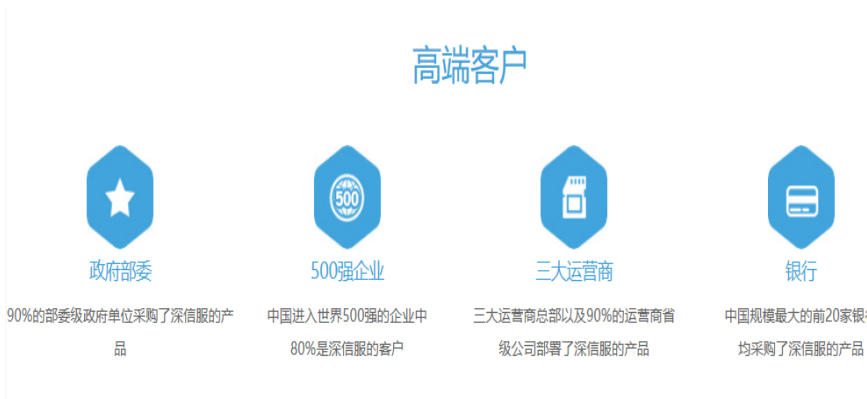 高端客户
500
政府部委
90%的部委级政府单位采购了深信服的产
品
500强企业
中国进入世界500强的企业中
80%是深信服的客户
三大运营商
三大运营商总部以及90%的运营商省
级公司部署了深信服的产品
银行
中国规模最大的前20家银
均采购了深信服的产品